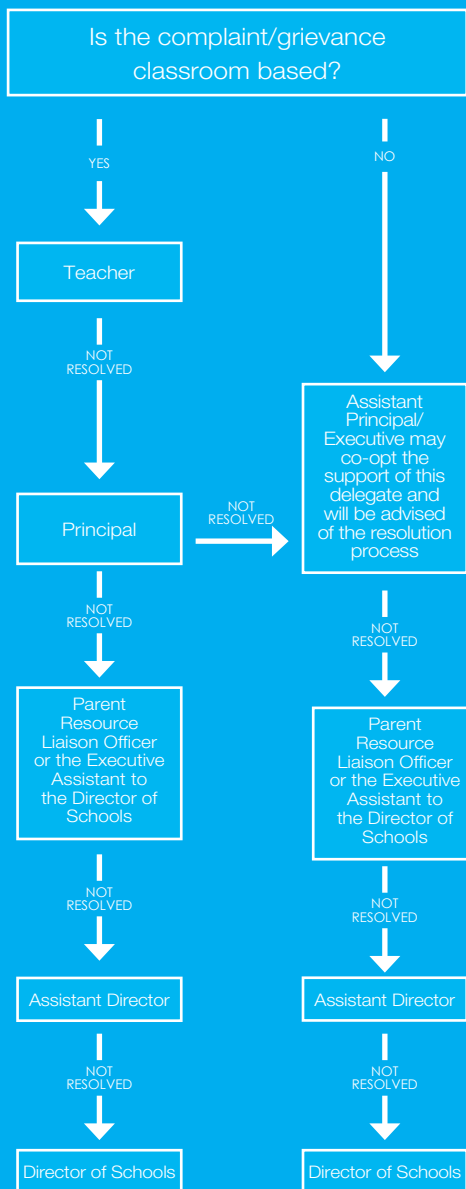 Is the complaint/grievance
classroom based?
YES
NO
Teacher
NOT
RESOLVED
Assistant
Principal/
Executive may
co-opt the
support of this
delegate and
will be advised
of the resolution
process
Principal
NOT
RESOLVED
NOT
RESOLVED
NOT
RESOLVED
Parent
Resource
Liaison Officer
or the Executive
Assistant to
the Director of
Schools
Parent
Resource
Liaison Officer
or the Executive
Assistant to
the Director of
Schools
NOT
RESOLVED
NOT
RESOLVED
Assistant Director
Assistant Director
NOT
RESOLVED
NOT
RESOLVED
Director of Schools
Director of Schools